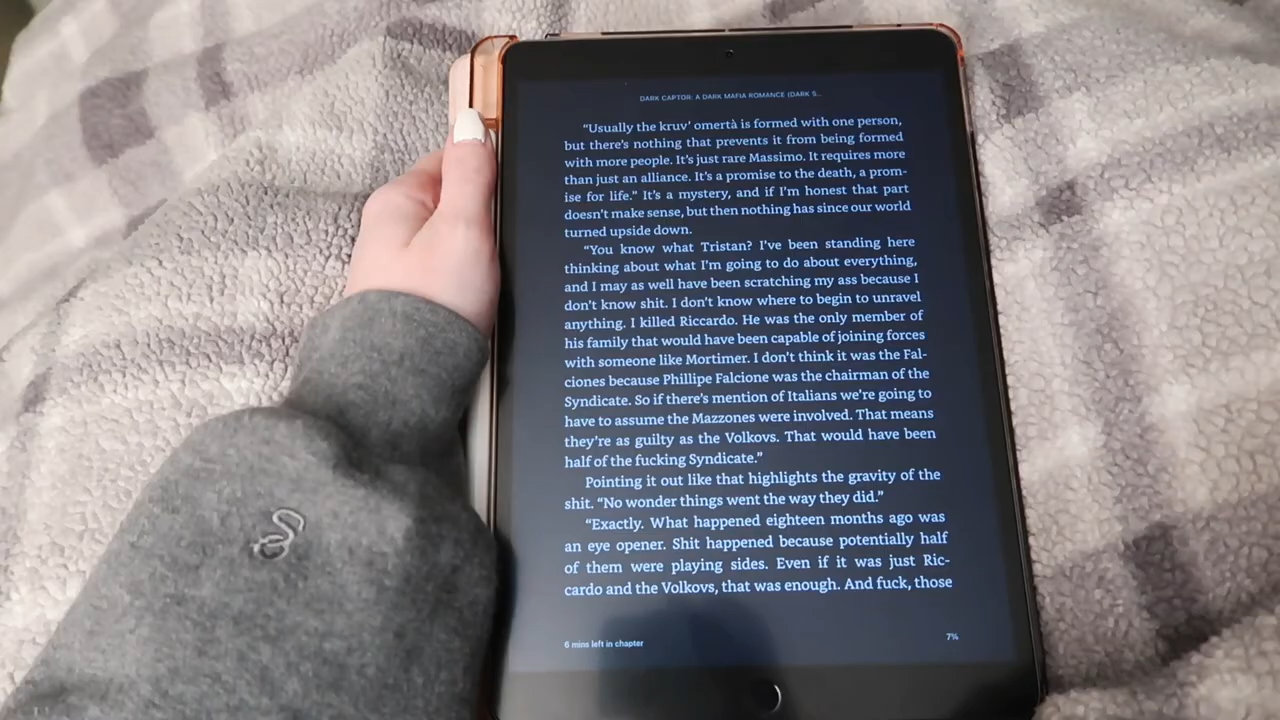 DARK CAPTOR: A DARK MAFIA ROMANCE (DARK S...
“Usually the kruv’ omertà is formed with one person,
but there’s nothing that prevents it from being formed
with more people. It’s just rare Massimo. It requires more
than just an alliance. It’s a promise to the death, a prom-
ise for life.” It’s a mystery, and if I’m honest that part
doesn’t make sense, but then nothing has since our world
turned upside down.
“You know what Tristan? I’ve been standing here
thinking about what I’m going to do about everything,
and I may as well have been scratching my ass because I
don’t know shit. I don’t know where to begin to unravel
anything. I killed Riccardo. He was the only member of
his family that would have been capable of joining forces
with someone like Mortimer. I don’t think it was the Fal-
ciones because Phillipe Falcione was the chairman of the
Syndicate. So if there’s mention of Italians we’re going to
have to assume the Mazzones were involved. That means
they’re as guilty as the Volkovs. That would have been
half of the fucking Syndicate.”
Pointing it out like that highlights the gravity of the
shit. “No wonder things went the way they did.”
“Exactly. What happened eighteen months ago was
an eye opener. Shit happened because potentially half
of them were playing sides. Even if it was just Ric-
cardo and the Volkovs, that was enough. And fuck, those
6 mins left in chapter
7%